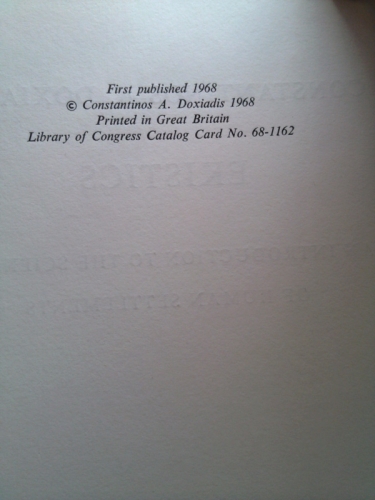 First published 1968
© Constantinos A. Doxiadis 1968
Printed in Great Britain
Library of Congress Catalog Card No. 68-1162